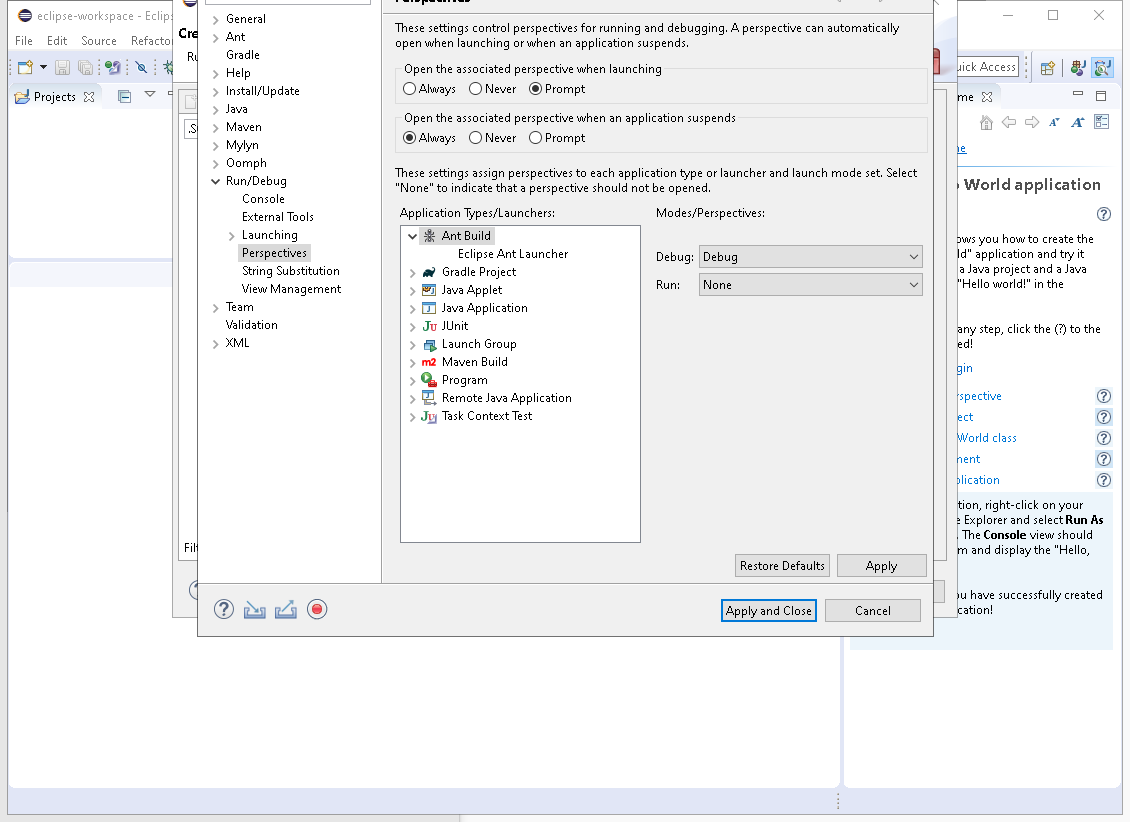 eclipse-workspace - Eclips
File Edit Source Refacto
Projects
Cre
Ru
.S
Filt
General
Ant
Gradle
Help
Install/Update
Java
Maven
Mylyn
Oomph
Run/Debug
Console
External Tools
Launching
Perspectives
String Substitution
View Management
Team
Validation
XML
These settings control perspectives for running and debugging. A perspective can automatically
open when launching or when an application suspends.
Open the associated perspective when launching
Always Never Prompt
Open the associated perspective when an application suspends
Always Never Prompt
These settings assign perspectives to each application type or launcher and launch mode set. Select
"None" to indicate that a perspective should not be opened.
Application Types/Launchers:
Ant Build
Eclipse Ant Launcher
Gradle Project
Java Applet
Java Application
JUnit
Launch Group
Maven Build
Program
Remote Java Application
Task Context Test
Modes/Perspectives:
Debug: Debug
Run: None
Restore Defaults Apply
Apply and Close Cancel
uick Access
me
ne
o World application
ows you how to create the
ld" application and try it
a Java project and a Java
"Hello world!" in the
any step, click the (?) to the
ed!
gin
rspective
ect
World class
ment
plication
tion, right-click on your
e Explorer and select Run As
. The Console view should
m and display the "Hello,
ou have successfully created
cation!